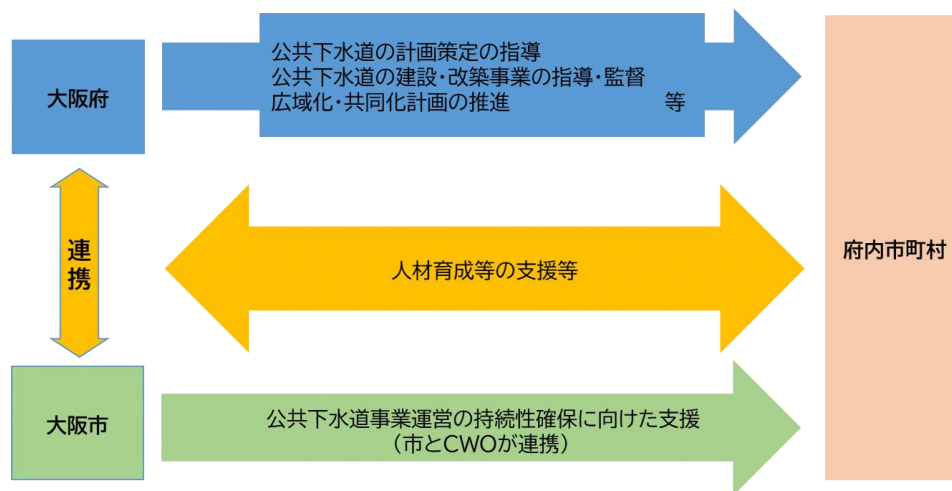 大阪府
公共下水道の計画策定の指導
公共下水道の建設・改築事業の指導・監督
広域化・共同化計画の推進 等
連携
人材育成等の支援等
府内市町村
大阪市
公共下水道事業運営の持続性確保に向けた支援
（市とCWOが連携）